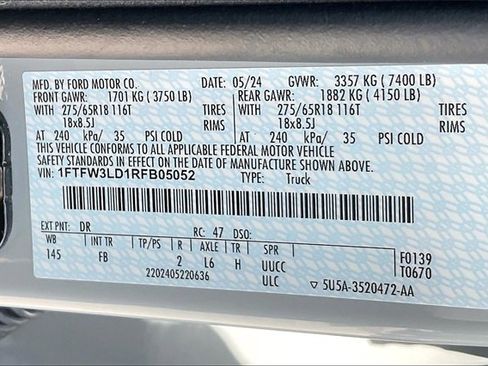 MFD. BY FORD MOTOR CO. DATE: 05/24 GVWR: 3357 KG ( 7400 LB)
FRONT GAWR: 1701 KG ( 3750 LB) REAR GAWR: 1882 KG ( 4150 LB)
WITH 275/65R18 116T TIRES WITH 275/65R18 116T TIRES
18x8.5J 18x8.5J
AT 240 kPa/ 35 PSI COLD AT 240 kPa/ 35 PSI COLD
THIS VEHICLE CONFORMS TO ALL APPLICABLE FEDERAL MOTOR VEHICLE
SAFETY STANDARDS IN EFFECT ON THE DATE OF MANUFACTURE SHOWN ABOVE.
VIN: 1FTFW3LD1RFB05052 TYPE: Truck
EXT PNT: DR RC: 47 DSO: F0139
WB INT TR TP/PS R AXLE TR SPR T0670
145 FB 2 L6 H UUCC
2202405220636 ULC 5U5A-3520472-AA